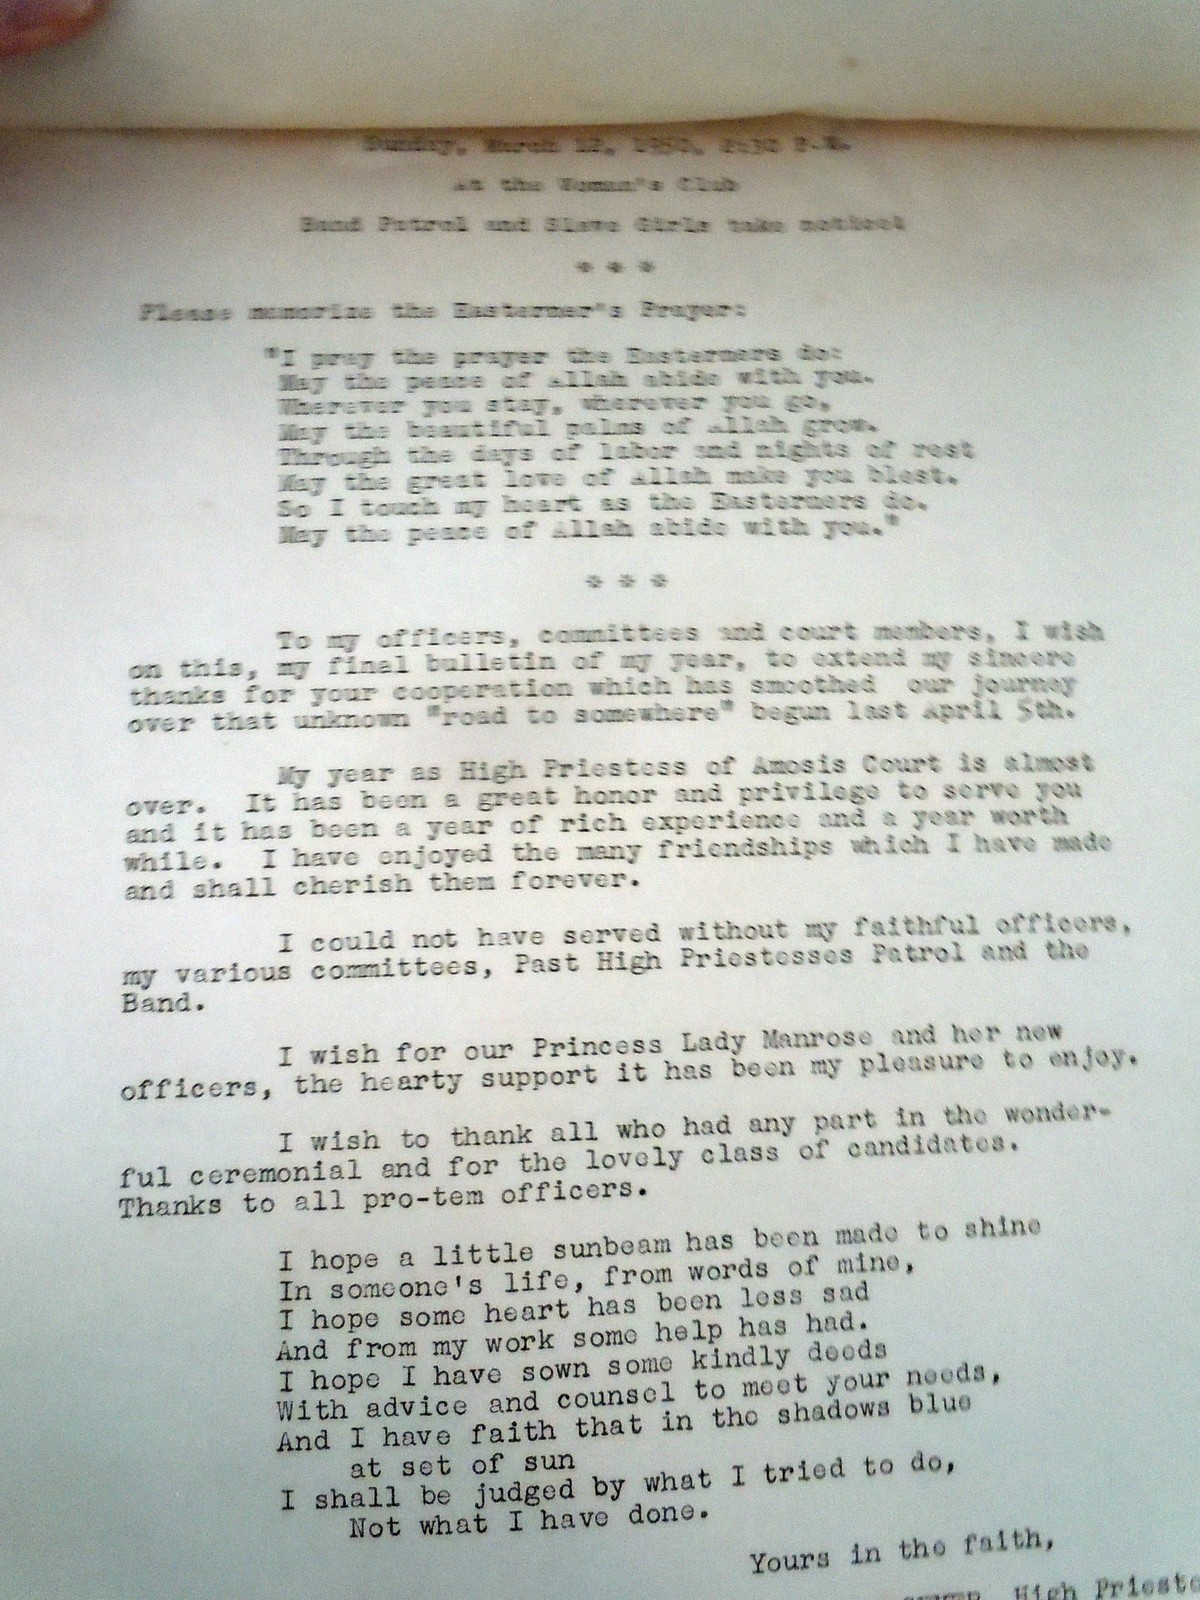 Sunday, March 12, 1950, 2:30 P.M.
At the Woman's Club
Band Patrol and Slave Girls take notice!
* * *
Please memorize the Easterner's Prayer:
"I pray the prayer the Easterners do:
May the peace of Allah abide with you.
Wherever you stay, wherever you go,
May the beautiful palms of Allah grow.
Through the days of labor and nights of rest
May the great love of Allah make you blest.
So I touch my heart as the Easterners do.
May the peace of Allah abide with you."
* * *
To my officers, committees and court members, I wish
on this, my final bulletin of my year, to extend my sincere
thanks for your cooperation which has smoothed our journey
over that unknown "road to somewhere" begun last April 5th.
My year as High Priestess of Amosis Court is almost
over. It has been a great honor and privilege to serve you
and it has been a year of rich experience and a year worth
while. I have enjoyed the many friendships which I have made
and shall cherish them forever.
I could not have served without my faithful officers,
my various committees, Past High Priestesses Patrol and the
Band.
I wish for our Princess Lady Manrose and her new
officers, the hearty support it has been my pleasure to enjoy.
I wish to thank all who had any part in the wonder-
ful ceremonial and for the lovely class of candidates.
Thanks to all pro-tem officers.
I hope a little sunbeam has been made to shine
In someone's life, from words of mine,
I hope some heart has been less sad
And from my work some help has had.
I hope I have sown some kindly deeds
With advice and counsel to meet your needs,
And I have faith that in the shadows blue
at set of sun
I shall be judged by what I tried to do,
Not what I have done.
Yours in the faith,
High